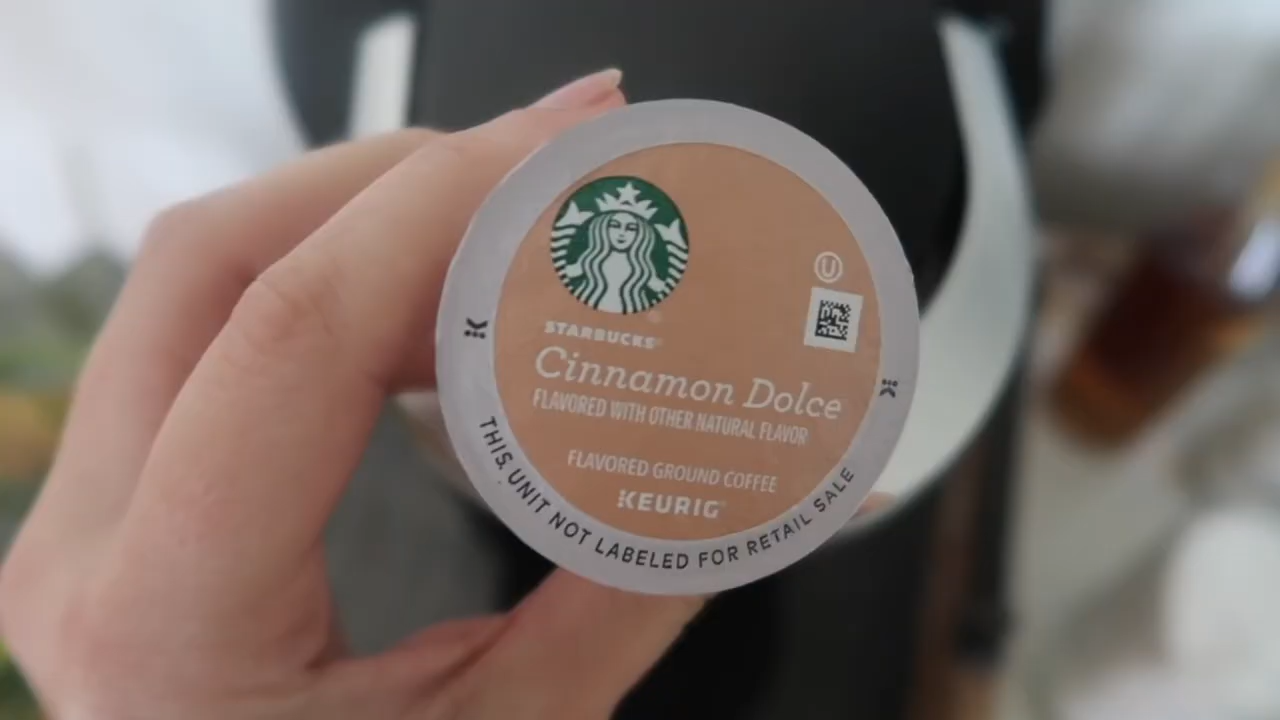 U
STARBUCKS®
Cinnamon Dolce
FLAVORED WITH OTHER NATURAL FLAVOR
FLAVORED GROUND COFFEE
KEURIG®
THIS UNIT NOT LABELED FOR RETAIL SALE